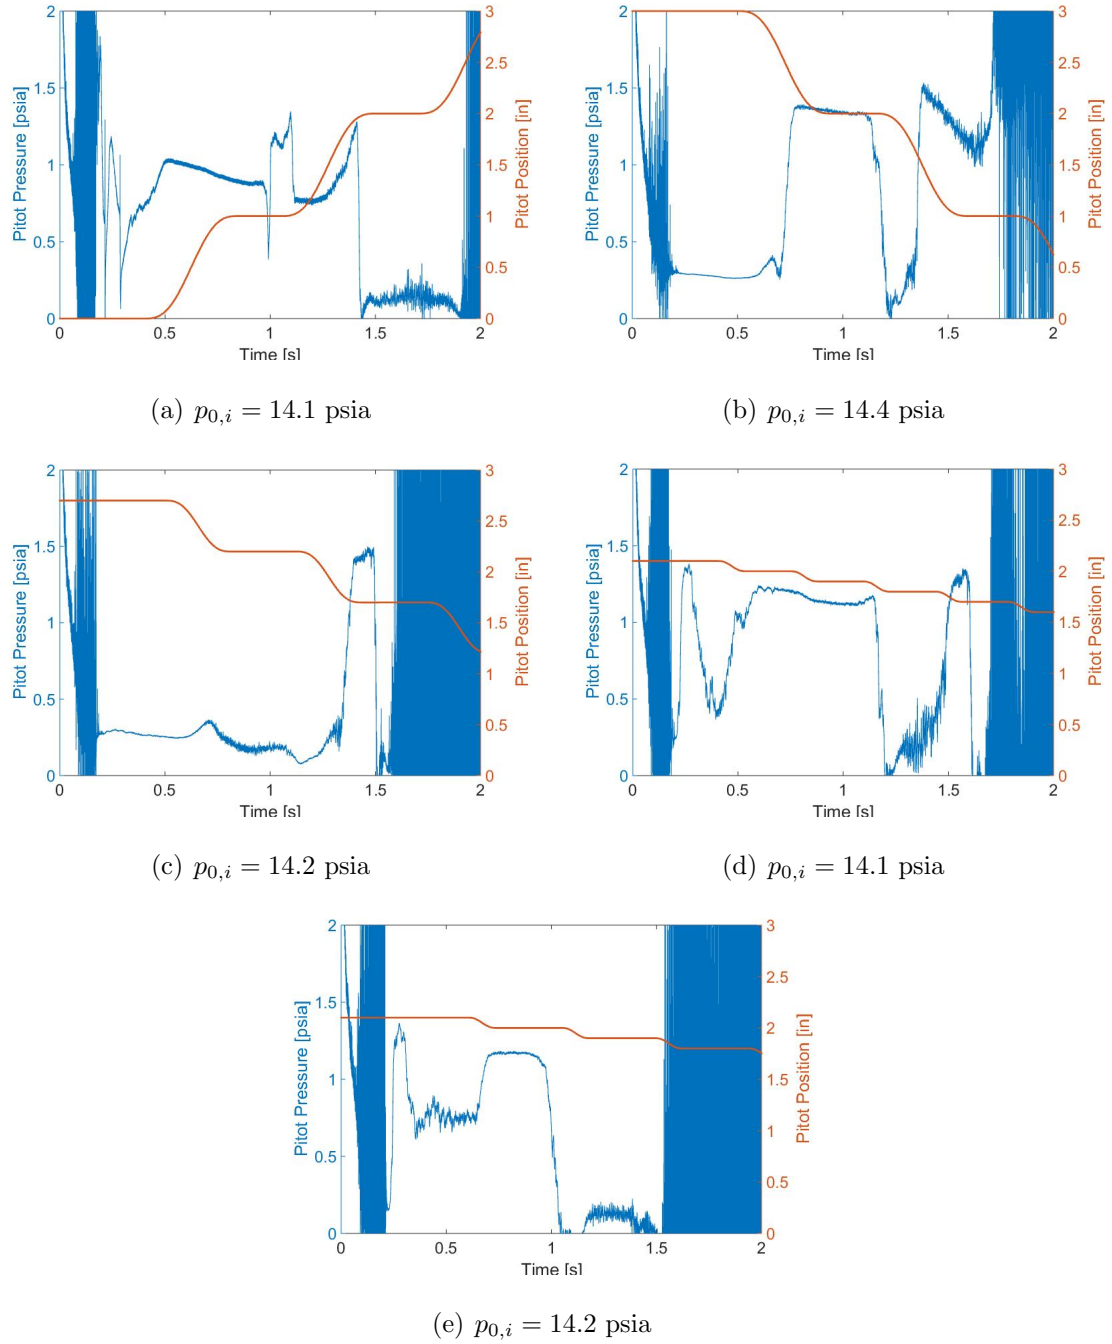 2
1.5
1
0.5
0
Pitot Pressure [psia]
3
2.5
2
1.5
1
0.5
0
Pitot Position [in]
0 0.5 1 1.5 2
Time [s]
(a) p0,i = 14.1 psia
2
1.5
1
0.5
0
Pitot Pressure [psia]
3
2.5
2
1.5
1
0.5
0
Pitot Position [in]
0 0.5 1 1.5 2
Time [s]
(b) p0,i = 14.4 psia
2
1.5
1
0.5
0
Pitot Pressure [psia]
3
2.5
2
1.5
1
0.5
0
Pitot Position [in]
0 0.5 1 1.5 2
Time [s]
(c) p0,i = 14.2 psia
2
1.5
1
0.5
0
Pitot Pressure [psia]
3
2.5
2
1.5
1
0.5
0
Pitot Position [in]
0 0.5 1 1.5 2
Time [s]
(d) p0,i = 14.1 psia
2
1.5
1
0.5
0
Pitot Pressure [psia]
3
2.5
2
1.5
1
0.5
0
Pitot Position [in]
0 0.5 1 1.5 2
Time [s]
(e) p0,i = 14.2 psia